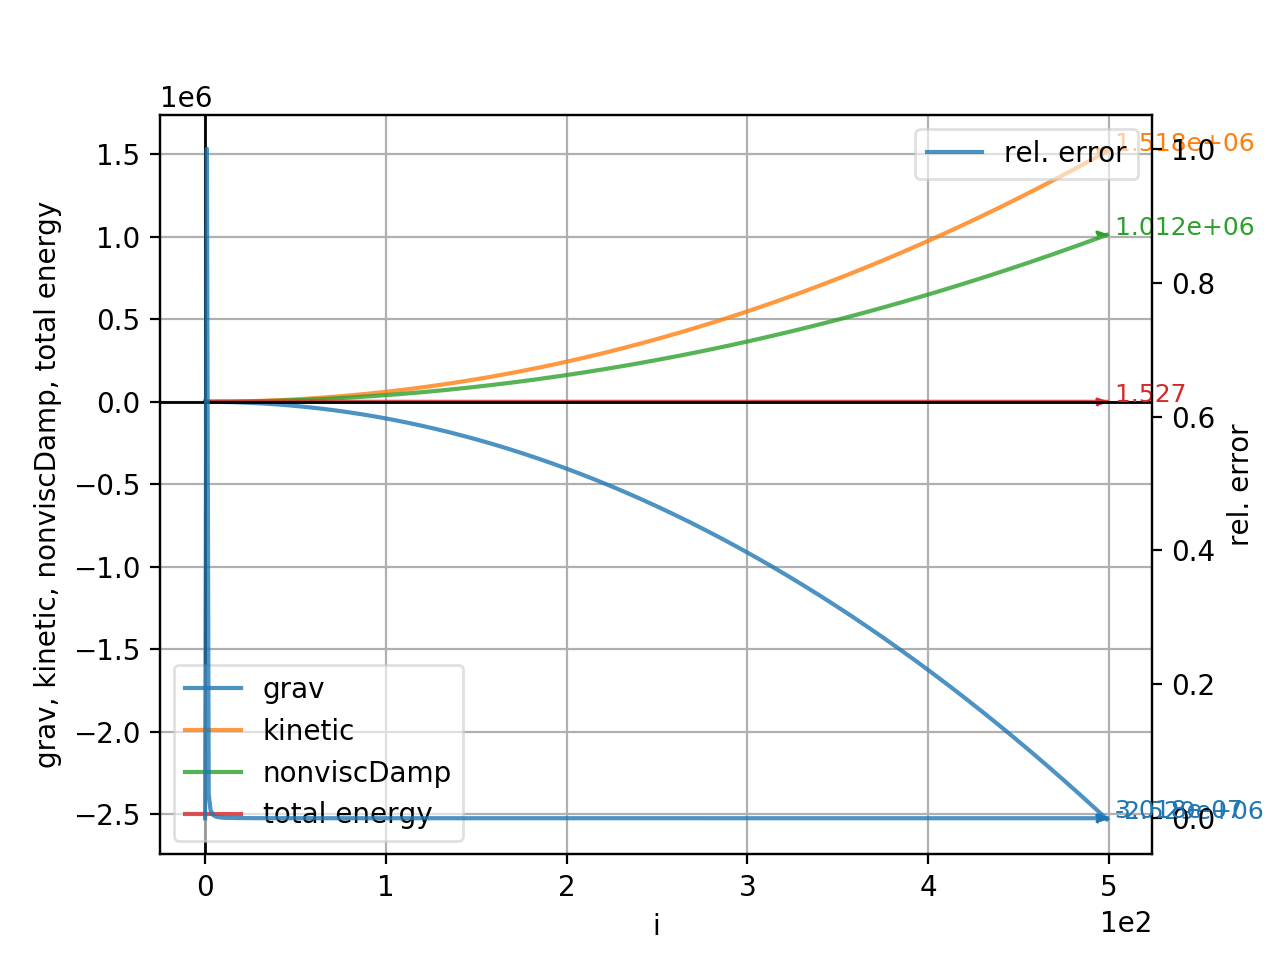 1e6
1.5
1.0
0.5
0.0
−0.5
−1.0
−1.5
−2.0
−2.5
grav, kinetic, nonviscDamp, total energy
grav
kinetic
nonviscDamp
total energy
rel. error
1.518e+06
1.012e+06
1.527
1.0
0.8
0.6
0.4
0.2
0.0
rel. error
0
1
2
3
4
5
1e2
i